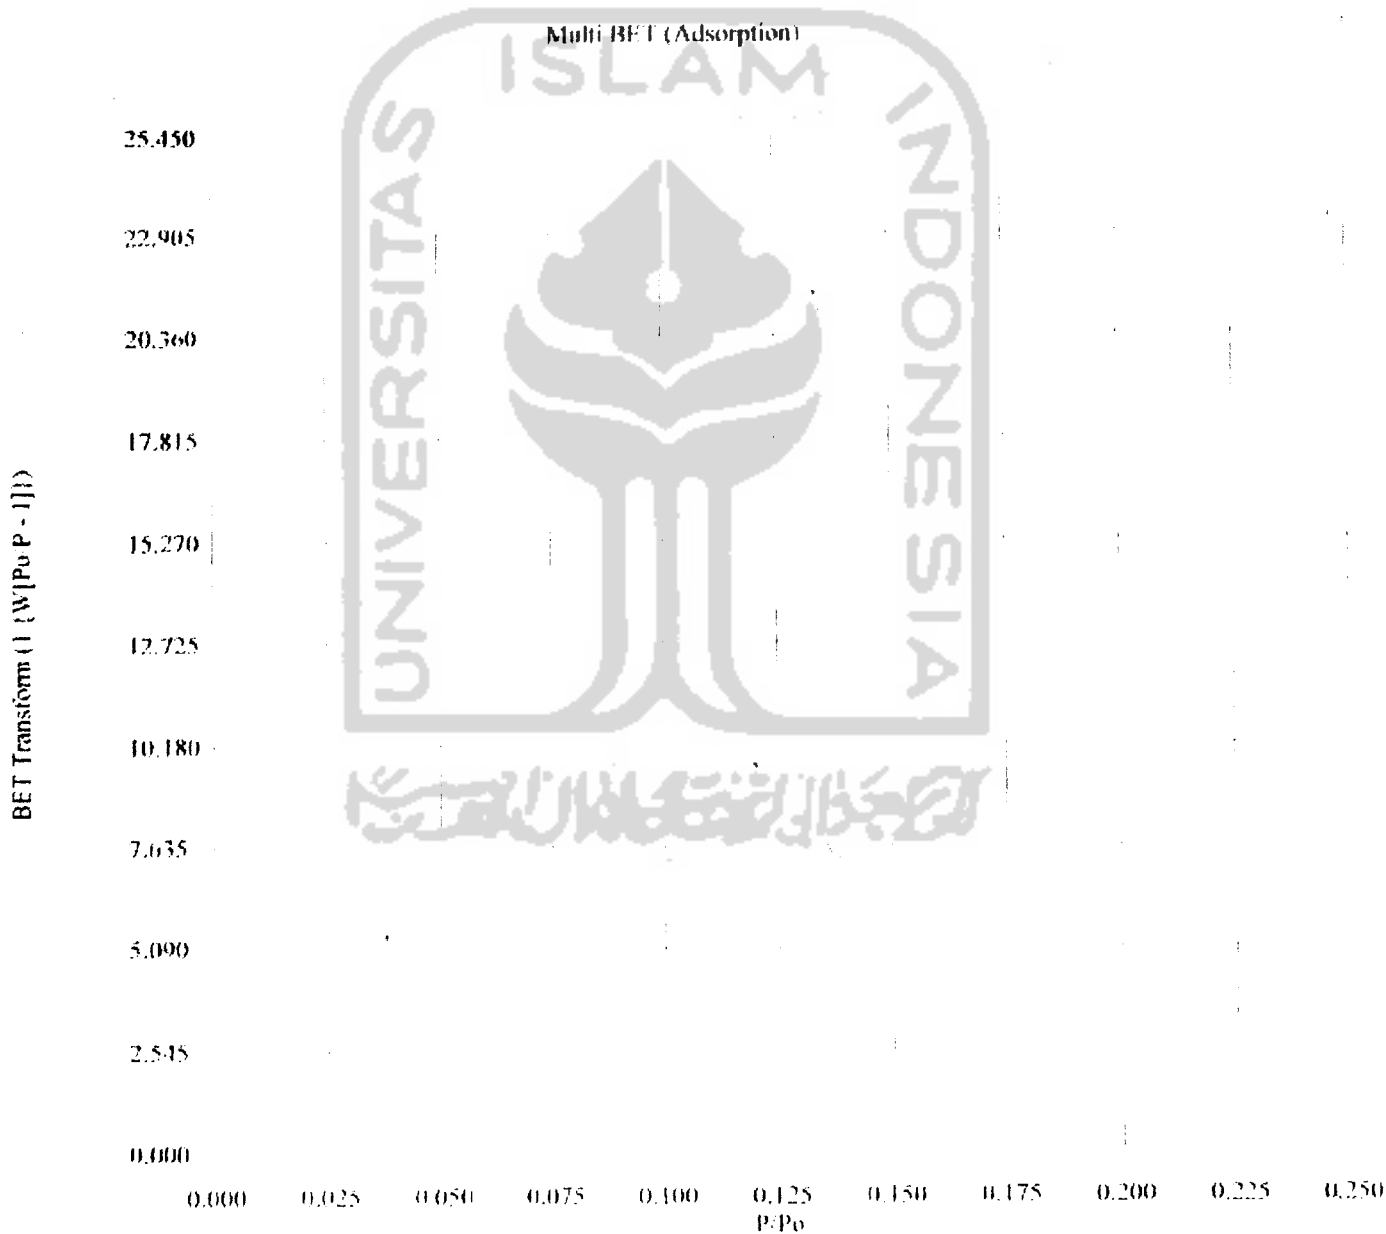 Multi BET (Adsorption)
ISLAM
UNIVERSITAS
INDONESIA
25.450
22.905
20.360
17.815
15.270
12.725
10.180
7.635
5.090
2.545
0.000
BET Transform (1 {W[Po P - 1]})
0.000 0.025 0.050 0.075 0.100 0.125 0.150 0.175 0.200 0.225 0.250
P/Po